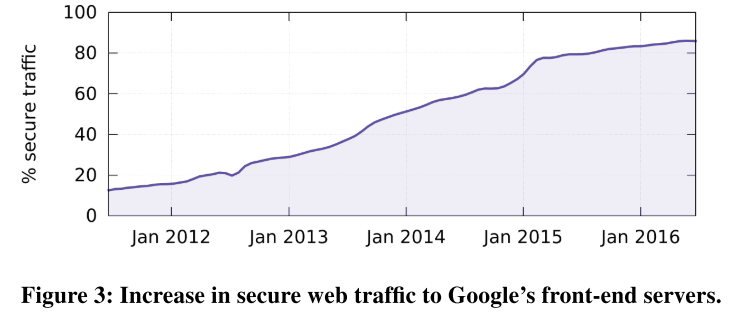 100
80
60
40
20
0
% secure traffic
Jan 2012 Jan 2013 Jan 2014 Jan 2015 Jan 2016
Figure 3: Increase in secure web traffic to Google's front-end servers.